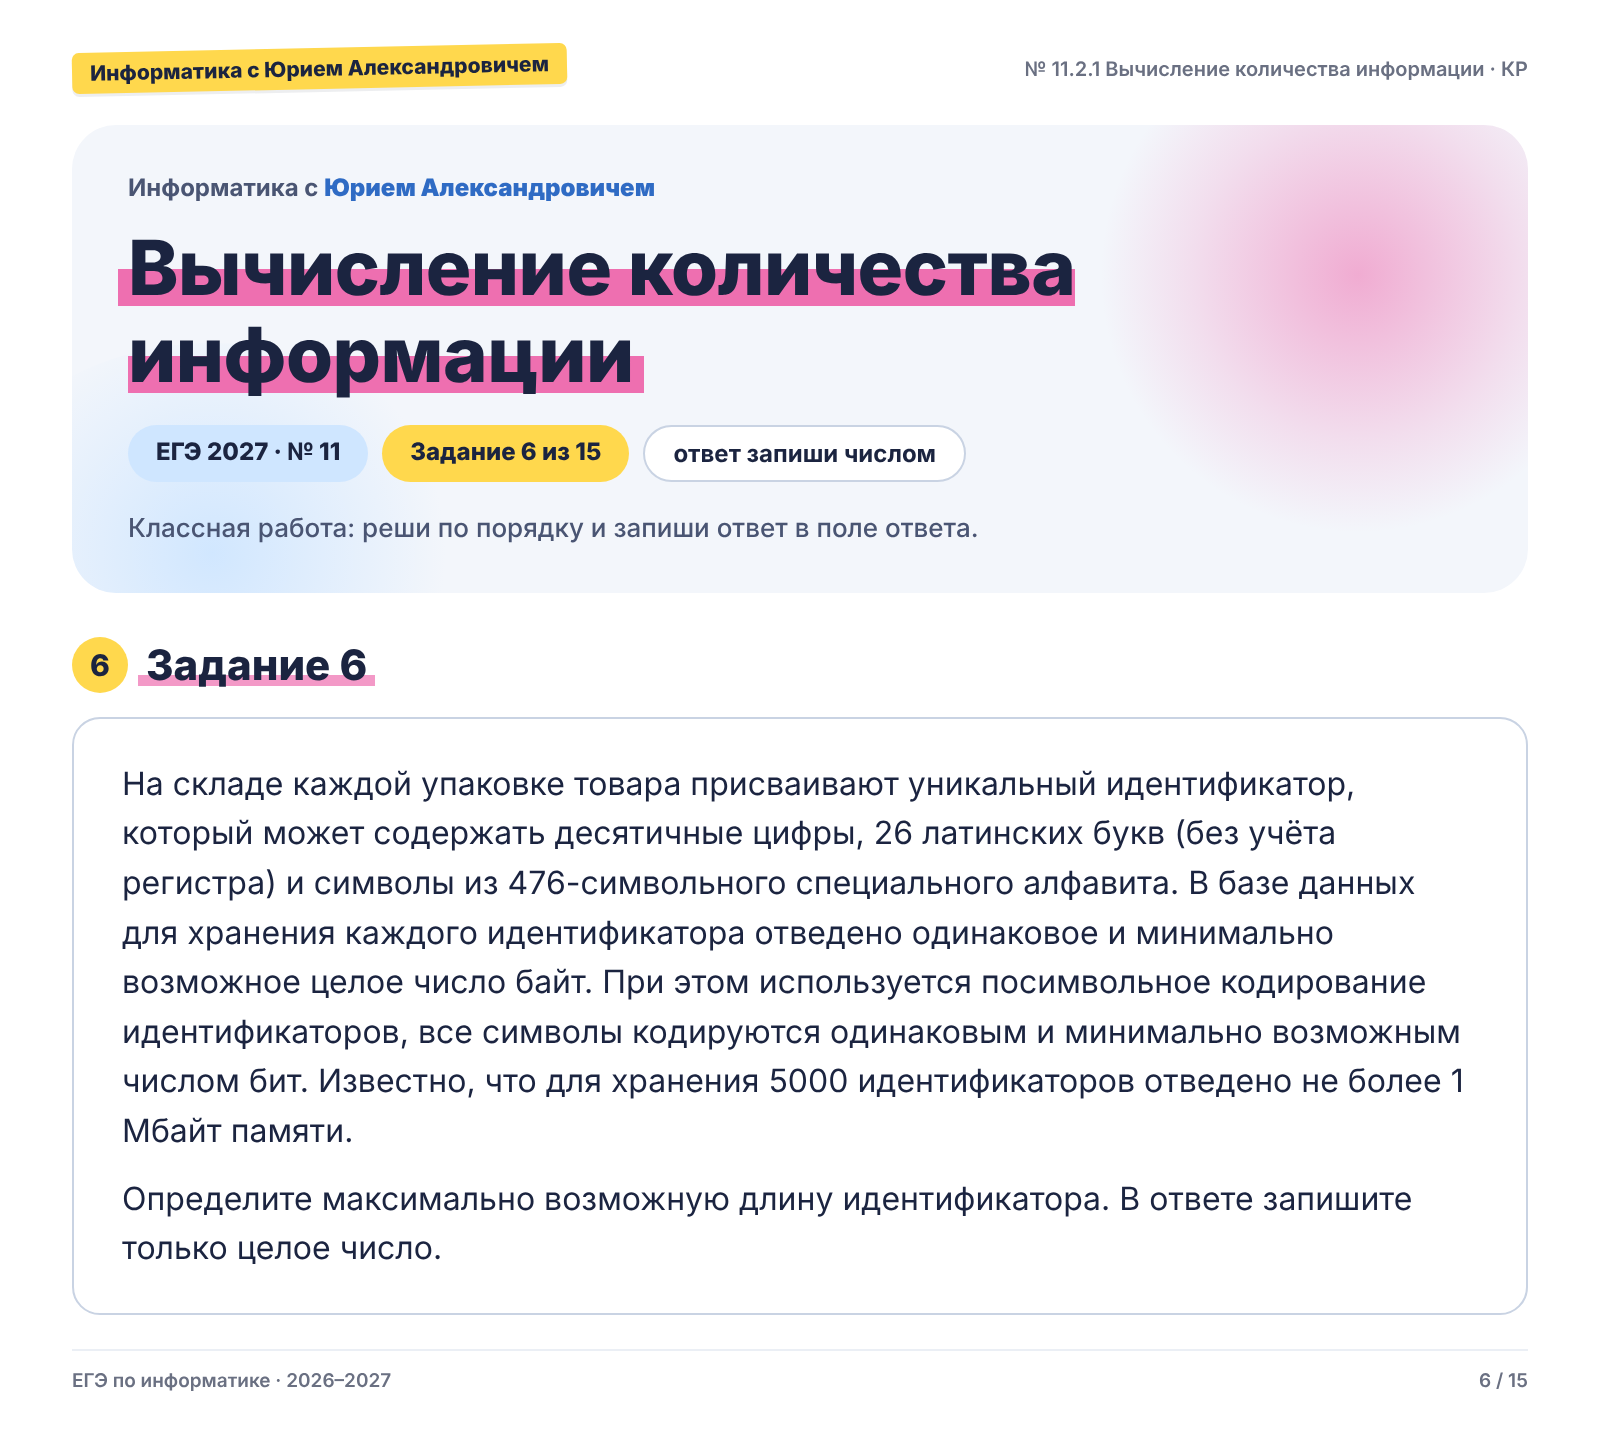 Информатика с Юрием Александровичем
№ 11.2.1 Вычисление количества информации · КР
Информатика с Юрием Александровичем
Вычисление количества
информации
ЕГЭ 2027 · № 11
Задание 6 из 15
ответ запиши числом
Классная работа: реши по порядку и запиши ответ в поле ответа.
6
Задание 6
На складе каждой упаковке товара присваивают уникальный идентификатор,
который может содержать десятичные цифры, 26 латинских букв (без учёта
регистра) и символы из 476-символьного специального алфавита. В базе данных
для хранения каждого идентификатора отведено одинаковое и минимально
возможное целое число байт. При этом используется посимвольное кодирование
идентификаторов, все символы кодируются одинаковым и минимально возможным
числом бит. Известно, что для хранения 5000 идентификаторов отведено не более 1
Мбайт памяти.
Определите максимально возможную длину идентификатора. В ответе запишите
только целое число.
ЕГЭ по информатике · 2026–2027
6 / 15